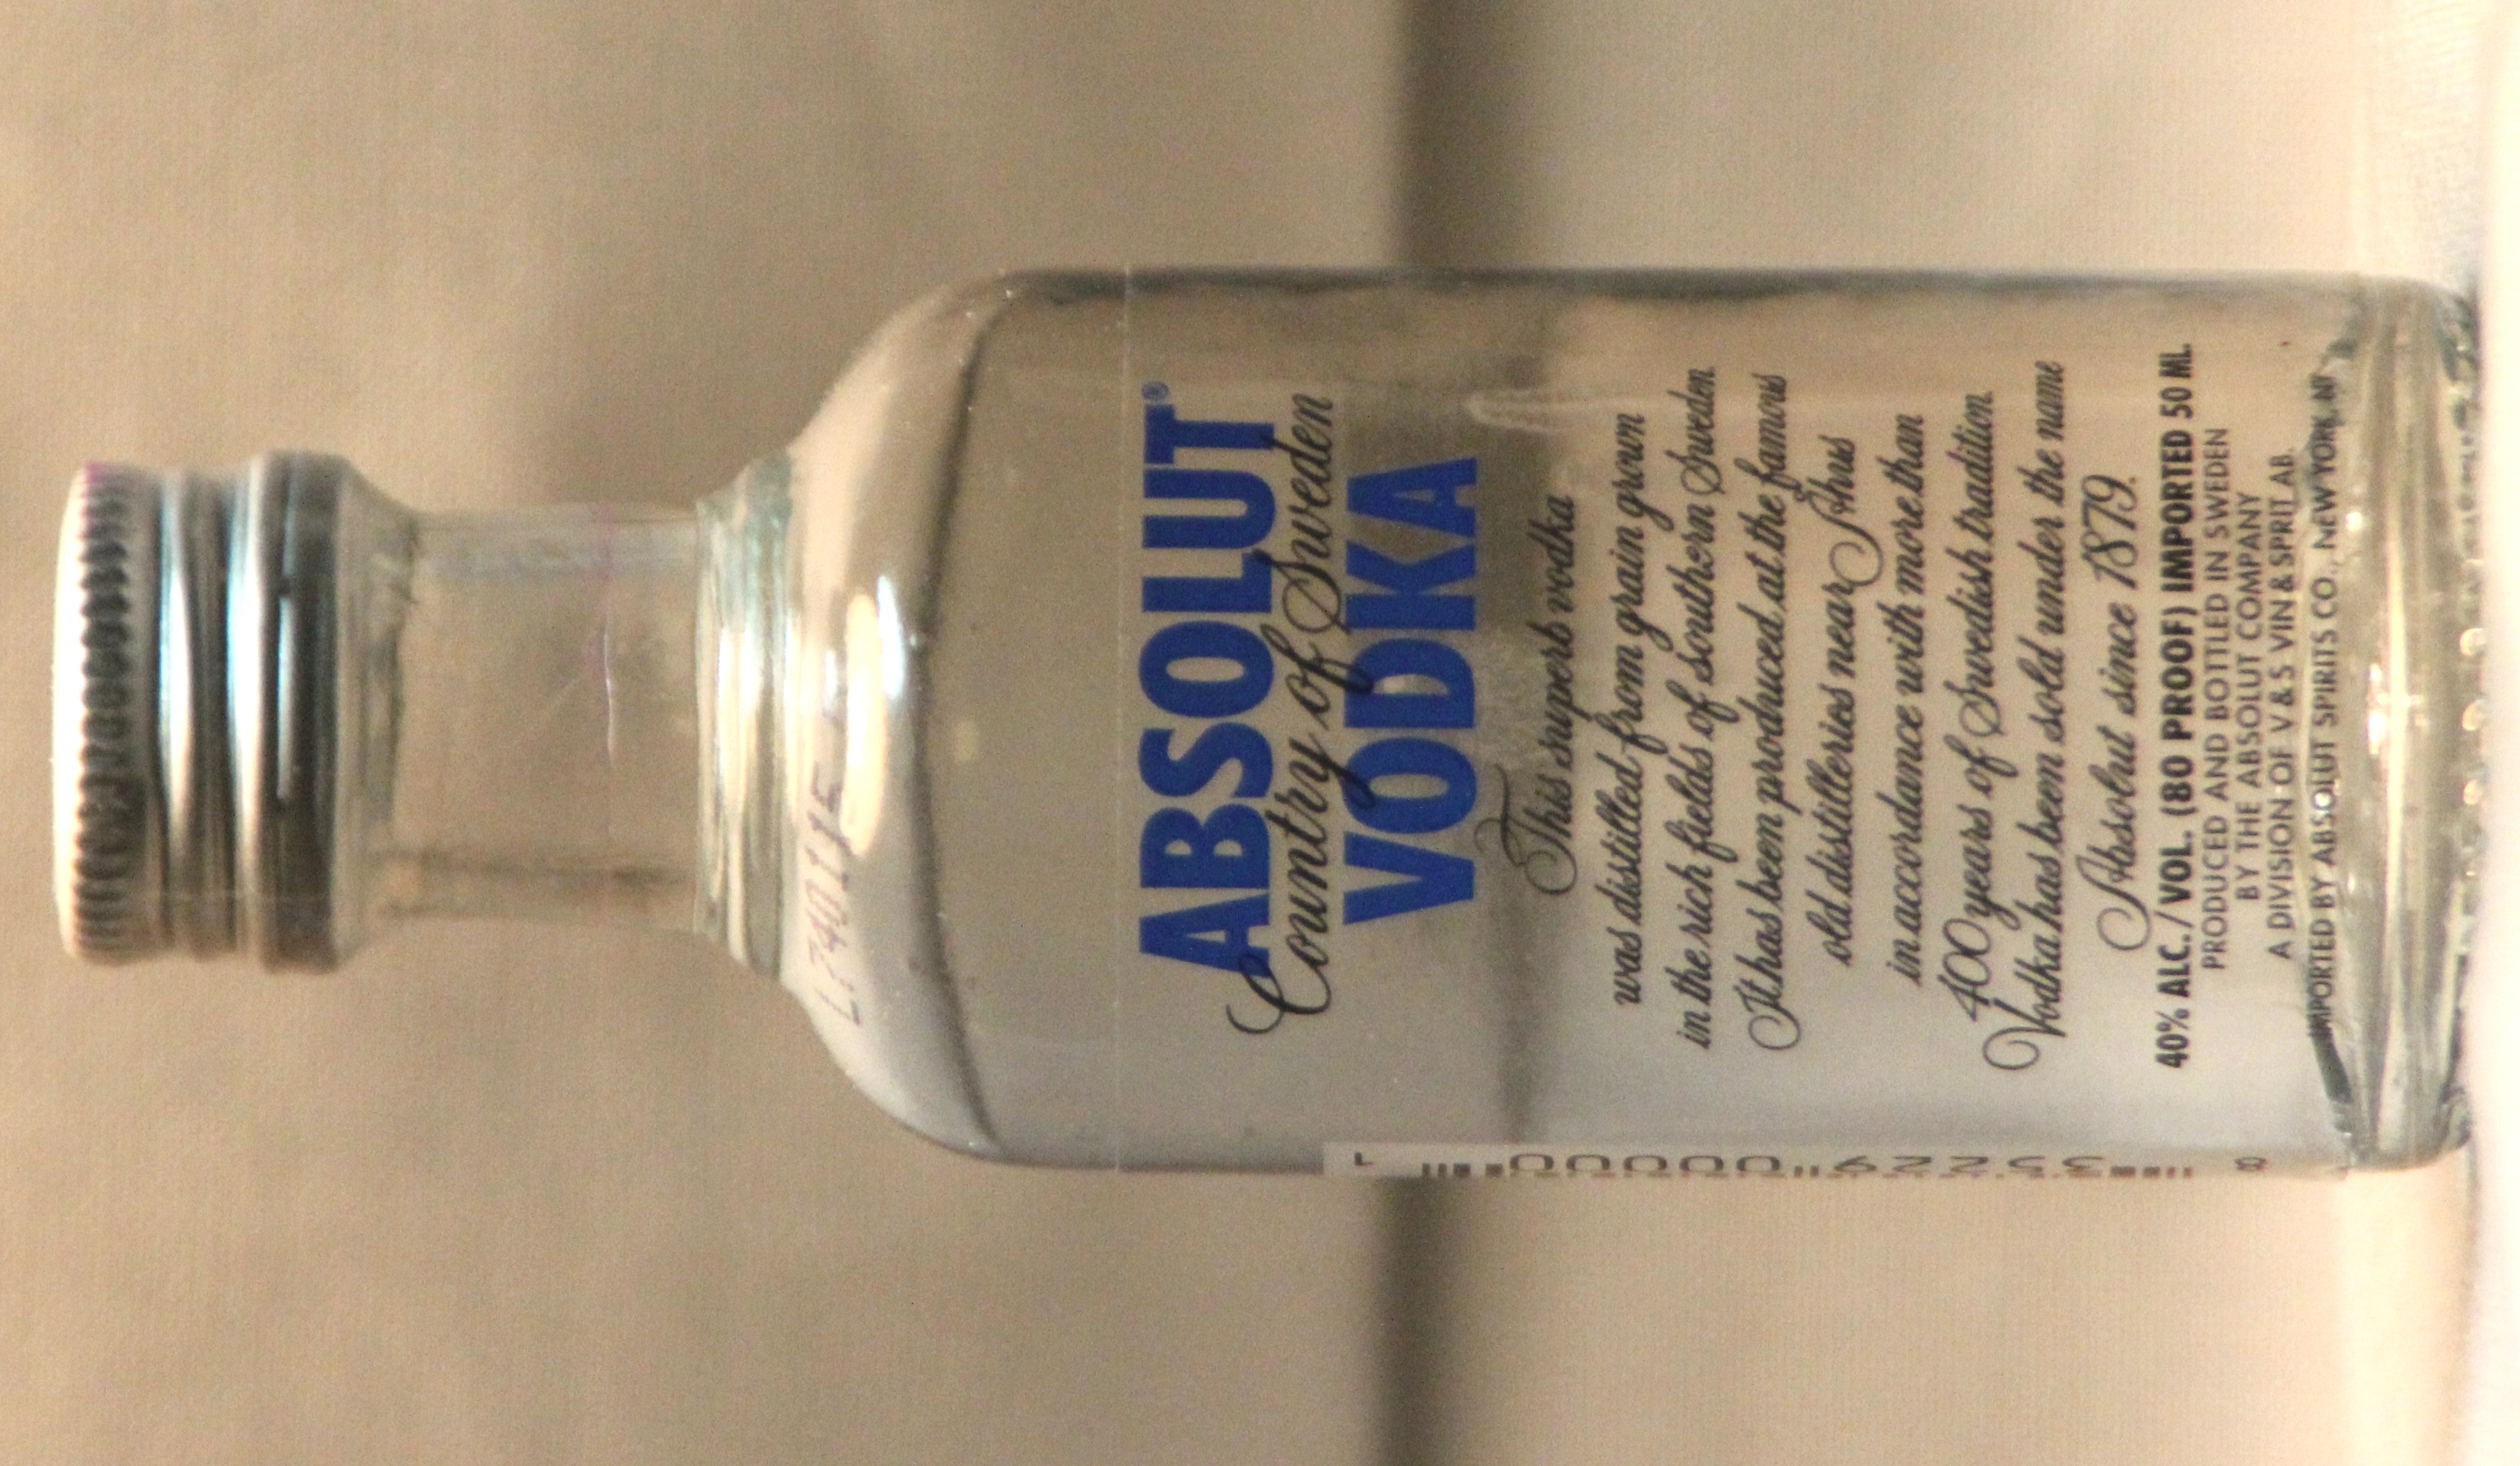 L740115
ABSOLUT®
Country of Sweden
VODKA
This superb vodka
was distilled from grain grown
in the rich fields of southern Sweden.
It has been produced at the famous
old distilleries near Åhus
in accordance with more than
400 years of Swedish tradition.
Vodka has been sold under the name
Absolut since 1879.
40% ALC./VOL. (80 PROOF) IMPORTED 50 ML.
PRODUCED AND BOTTLED IN SWEDEN
BY THE ABSOLUT COMPANY
A DIVISION OF V&S VIN & SPRIT AB.
IMPORTED BY ABSOLUT SPIRITS CO., NEW YORK, NY